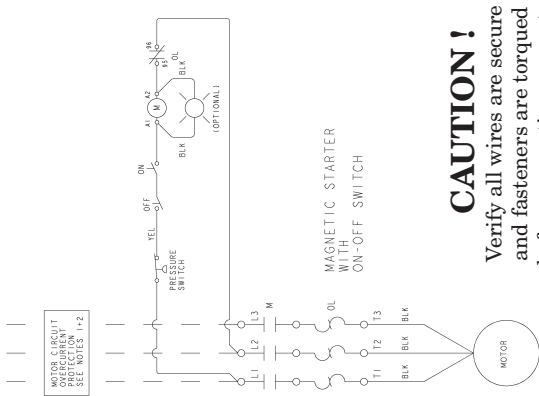 MOTOR CIRCUIT
OVERCURRENT
PROTECTION
SEE NOTES 1+2
PRESSURE
SWITCH
YEL
OFF
ON
A1
M
A2
95
96
OL
BLK
BLK
(OPTIONAL)
L1
L2
L3
M
OL
T1
T2
T3
BLK
BLK
BLK
MOTOR
MAGNETIC STARTER
WITH
ON-OFF SWITCH
CAUTION !
Verify all wires are secure
and fasteners are torqued